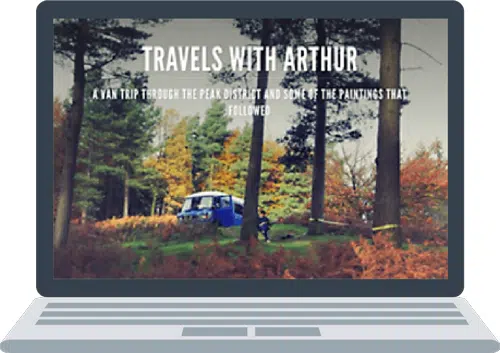 TRAVELS WITH ARTHUR
A VAN TRIP THROUGH THE PEAK DISTRICT AND SOME OF THE PAINTINGS THAT
FOLLOWED